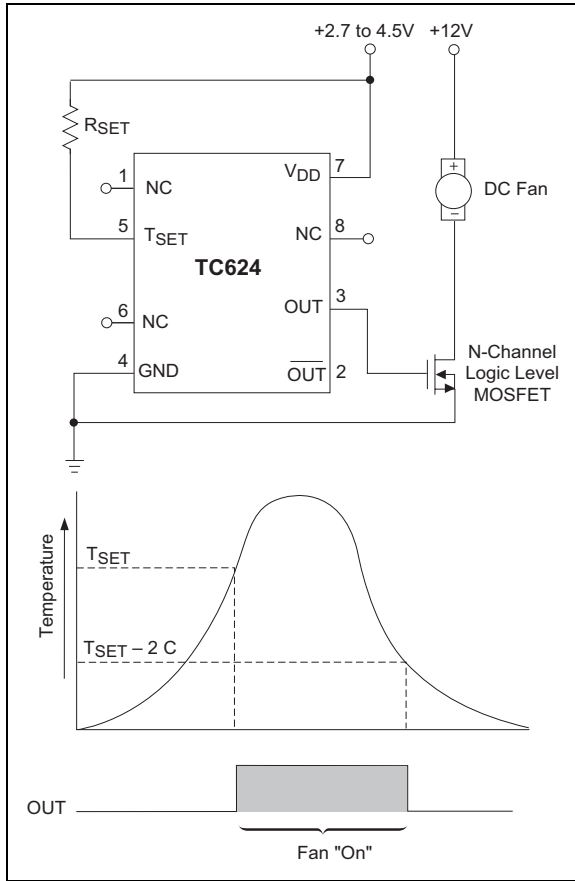 +2.7 to 4.5V +12V
RSET
1 NC
VDD 7
DC Fan
+
−
5 TSET
NC 8
TC624
OUT 3
6 NC
4 GND
OUT 2
N-Channel
Logic Level
MOSFET
Temperature
TSET
TSET – 2 C
OUT
Fan "On"